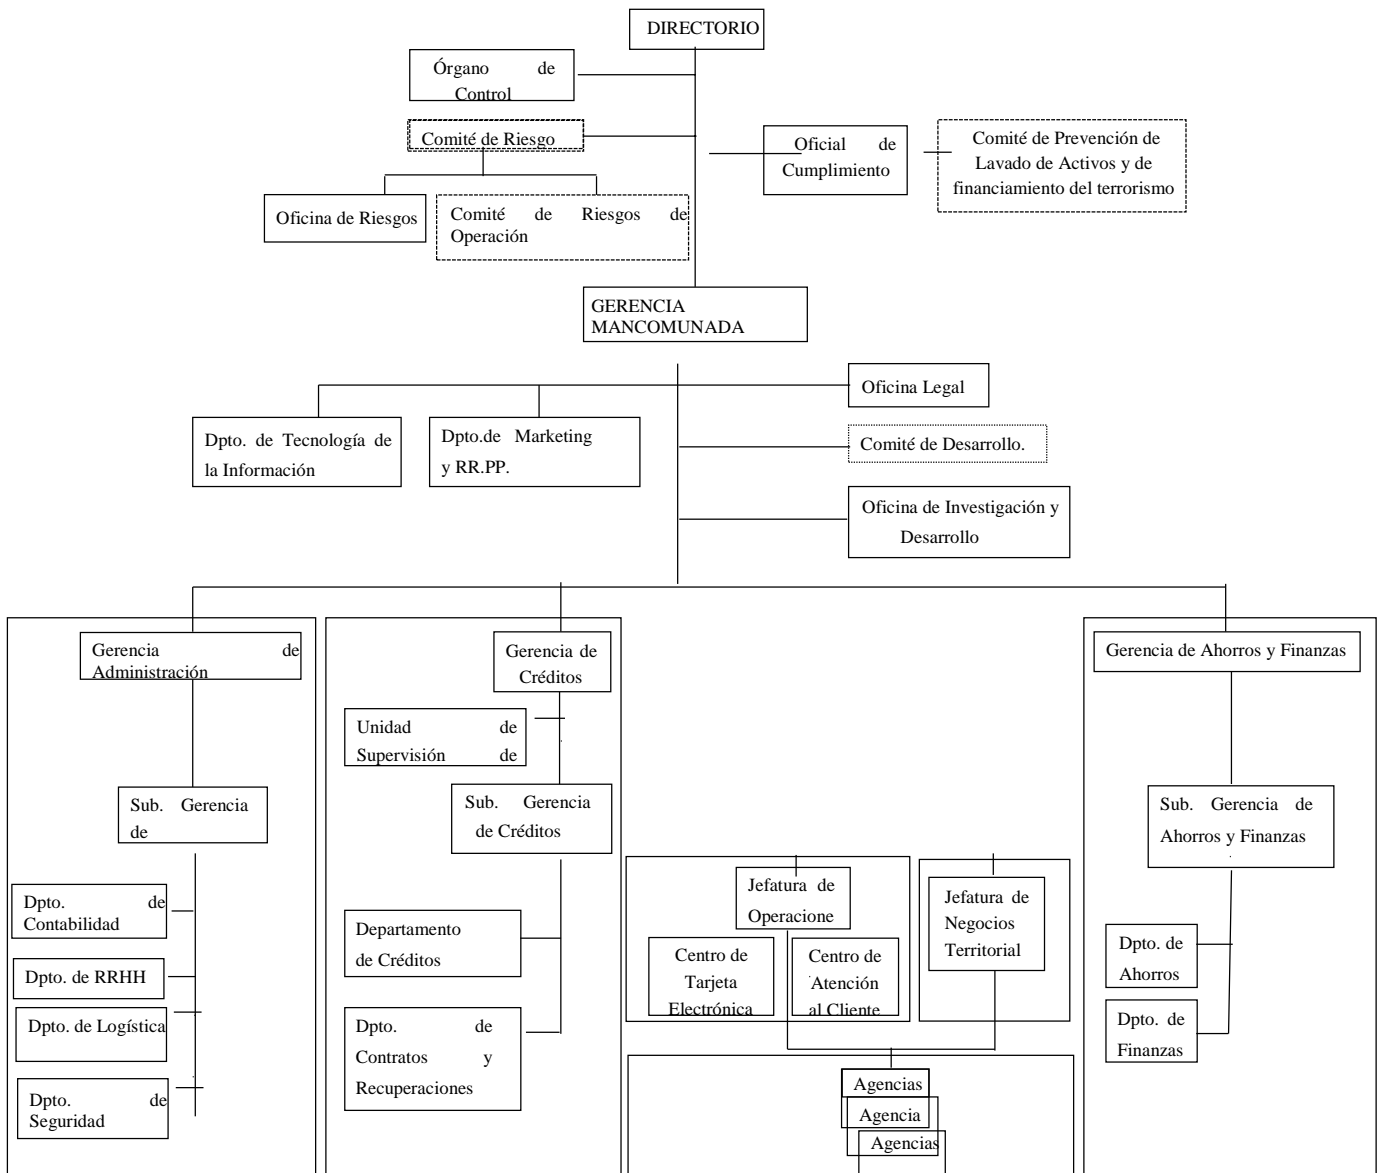 DIRECTORIO
Órgano de
Control
Comité de Riesgo
Oficial de
Cumplimiento
Comité de Prevención de
Lavado de Activos y de
financiamiento del terrorismo
Oficina de Riesgos
Comité de Riesgos de
Operación
GERENCIA
MANCOMUNADA
Oficina Legal
Dpto. de Tecnología de
la Información
Dpto.de Marketing
y RR.PP.
Comité de Desarrollo.
Oficina de Investigación y
Desarrollo
Gerencia de
Administración
Gerencia de
Créditos
Gerencia de Ahorros y Finanzas
Unidad de
Supervisión de
Sub. Gerencia
de
Sub. Gerencia
de Créditos
Sub. Gerencia de
Ahorros y Finanzas
Dpto. de
Contabilidad
Dpto. de RRHH
Dpto. de Logística
Dpto. de
Seguridad
Departamento
de Créditos
Dpto. de
Contratos y
Recuperaciones
Jefatura de
Operacione
Centro de
Tarjeta
Electrónica
Centro de
Atención
al Cliente
Jefatura de
Negocios
Territorial
Dpto. de
Ahorros
Dpto. de
Finanzas
Agencias
Agencia
Agencias